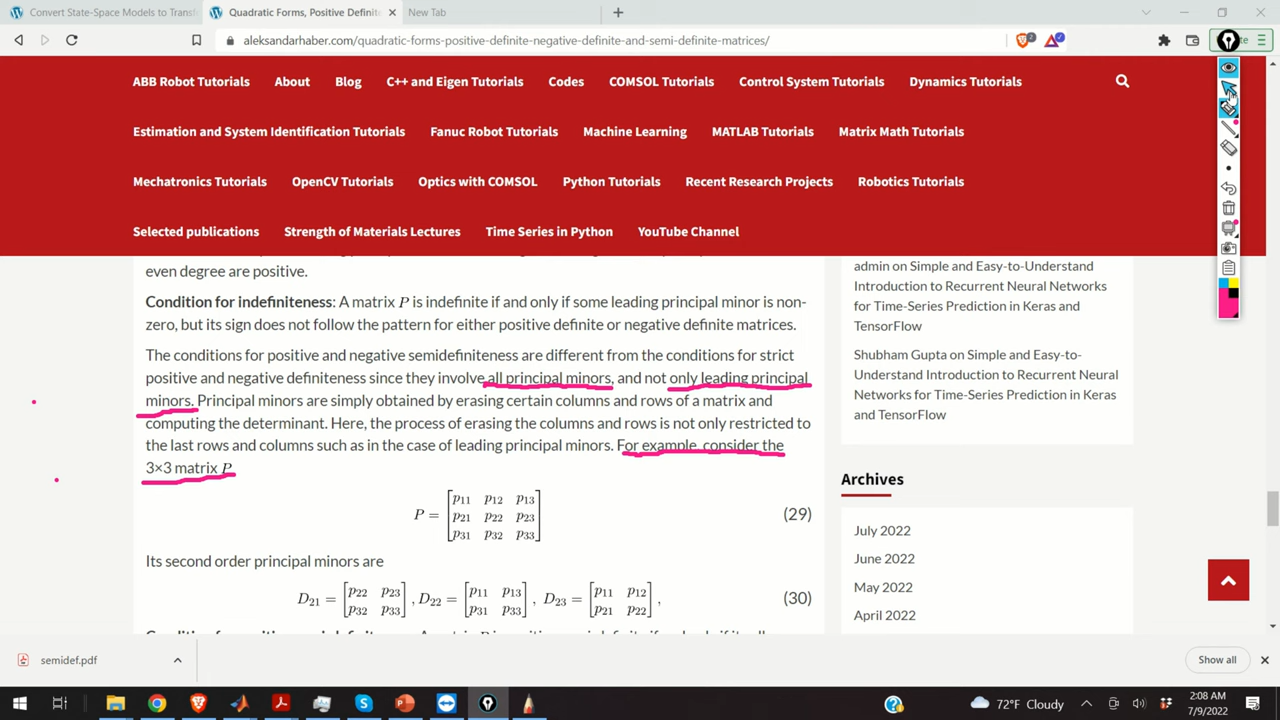 Convert State-Space Models to Transf
Quadratic Forms, Positive Definite
New Tab
aleksandarhaber.com/quadratic-forms-positive-definite-negative-definite-and-semi-definite-matrices/
ABB Robot Tutorials About Blog C++ and Eigen Tutorials Codes COMSOL Tutorials Control System Tutorials Dynamics Tutorials
Estimation and System Identification Tutorials Fanuc Robot Tutorials Machine Learning MATLAB Tutorials Matrix Math Tutorials
Mechatronics Tutorials OpenCV Tutorials Optics with COMSOL Python Tutorials Recent Research Projects Robotics Tutorials
Selected publications Strength of Materials Lectures Time Series in Python YouTube Channel
even degree are positive.
Condition for indefiniteness: A matrix P is indefinite if and only if some leading principal minor is non-
zero, but its sign does not follow the pattern for either positive definite or negative definite matrices.
The conditions for positive and negative semidefiniteness are different from the conditions for strict
positive and negative definiteness since they involve all principal minors, and not only leading principal
minors. Principal minors are simply obtained by erasing certain columns and rows of a matrix and
computing the determinant. Here, the process of erasing the columns and rows is not only restricted to
the last rows and columns such as in the case of leading principal minors. For example, consider the
3×3 matrix P
P = [p11 p12 p13
p21 p22 p23
p31 p32 p33] (29)
Its second order principal minors are
D21 = [p22 p23
p32 p33], D22 = [p11 p13
p31 p33], D23 = [p11 p12
p21 p22], (30)
admin on Simple and Easy-to-Understand
Introduction to Recurrent Neural Networks
for Time-Series Prediction in Keras and
TensorFlow
Shubham Gupta on Simple and Easy-to-
Understand Introduction to Recurrent Neural
Networks for Time-Series Prediction in Keras
and TensorFlow
Archives
July 2022
June 2022
May 2022
April 2022
semidef.pdf
Show all
72°F Cloudy
2:08 AM
7/9/2022